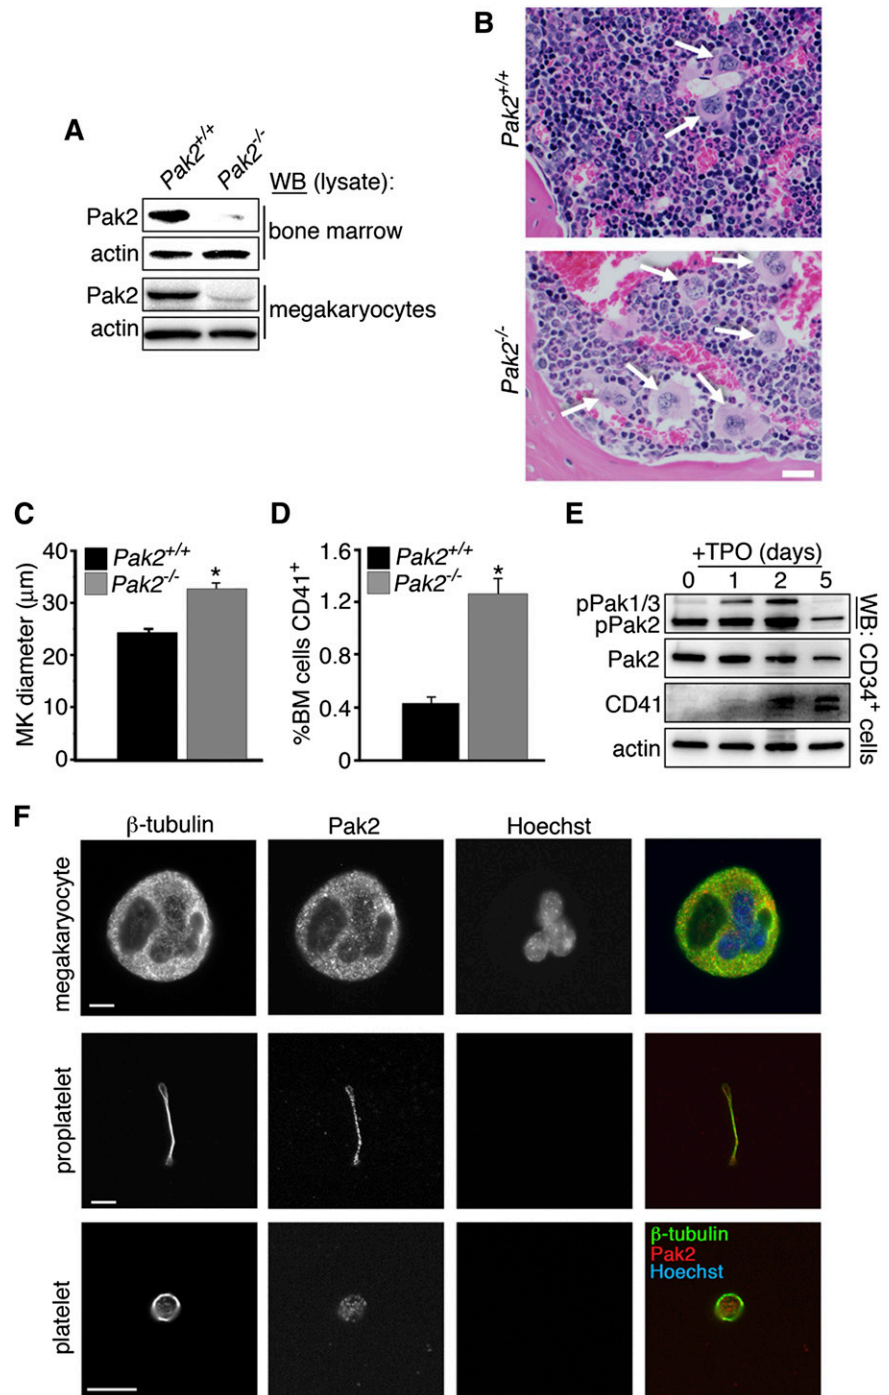 A
Pak2+/+ Pak2-/- WB (lysate):
Pak2
actin
bone marrow
Pak2
actin
megakaryocytes
B
Pak2+/+
Pak2-/-
C
Pak2+/+
Pak2-/-
*
MK diameter (μm)
40
30
20
10
0
D
Pak2+/+
Pak2-/-
*
%BM cells CD41+
1.6
1.2
0.8
0.4
0
E
+TPO (days)
0 1 2 5
pPak1/3
pPak2
Pak2
CD41
actin
WB: CD34+ cells
F
β-tubulin Pak2 Hoechst
megakaryocyte
proplatelet
platelet
β-tubulin
Pak2
Hoechst